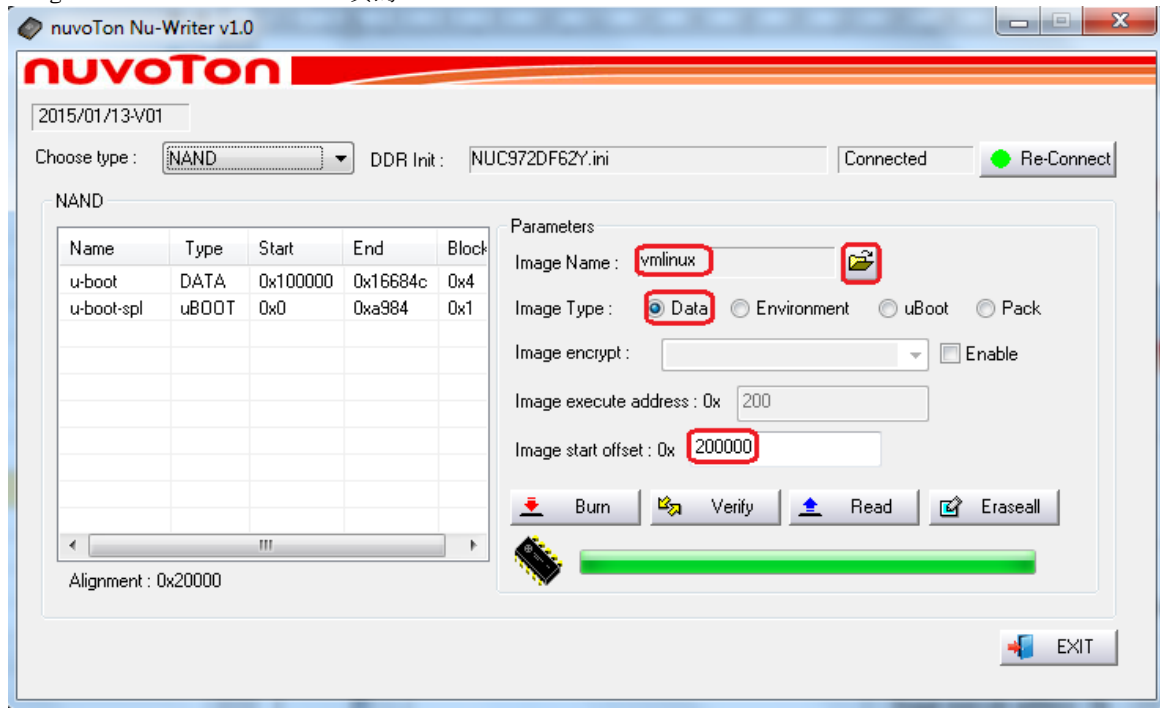 nuvoTon Nu-Writer v1.0
nuvoTon
2015/01/13-V01
Choose type : NAND DDR Init : NUC972DF62Y.ini Connected Re-Connect
NAND
Name Type Start End Block
u-boot DATA 0x100000 0x16684c 0x4
u-boot-spl uBOOT 0x0 0xa984 0x1
Alignment : 0x20000
Parameters
Image Name : vmlinux
Image Type : Data Environment uBoot Pack
Image encrypt : Enable
Image execute address : 0x 200
Image start offset : 0x 200000
Burn Verify Read Eraseall
EXIT